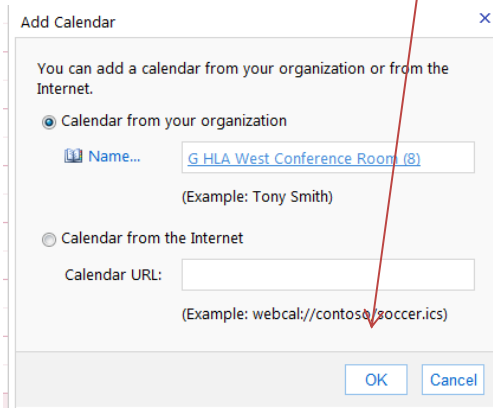 Add Calendar
You can add a calendar from your organization or from the
Internet.
Calendar from your organization
Name... G HLA West Conference Room (8)
(Example: Tony Smith)
Calendar from the Internet
Calendar URL:
(Example: webcal://contoso/soccer.ics)
OK Cancel